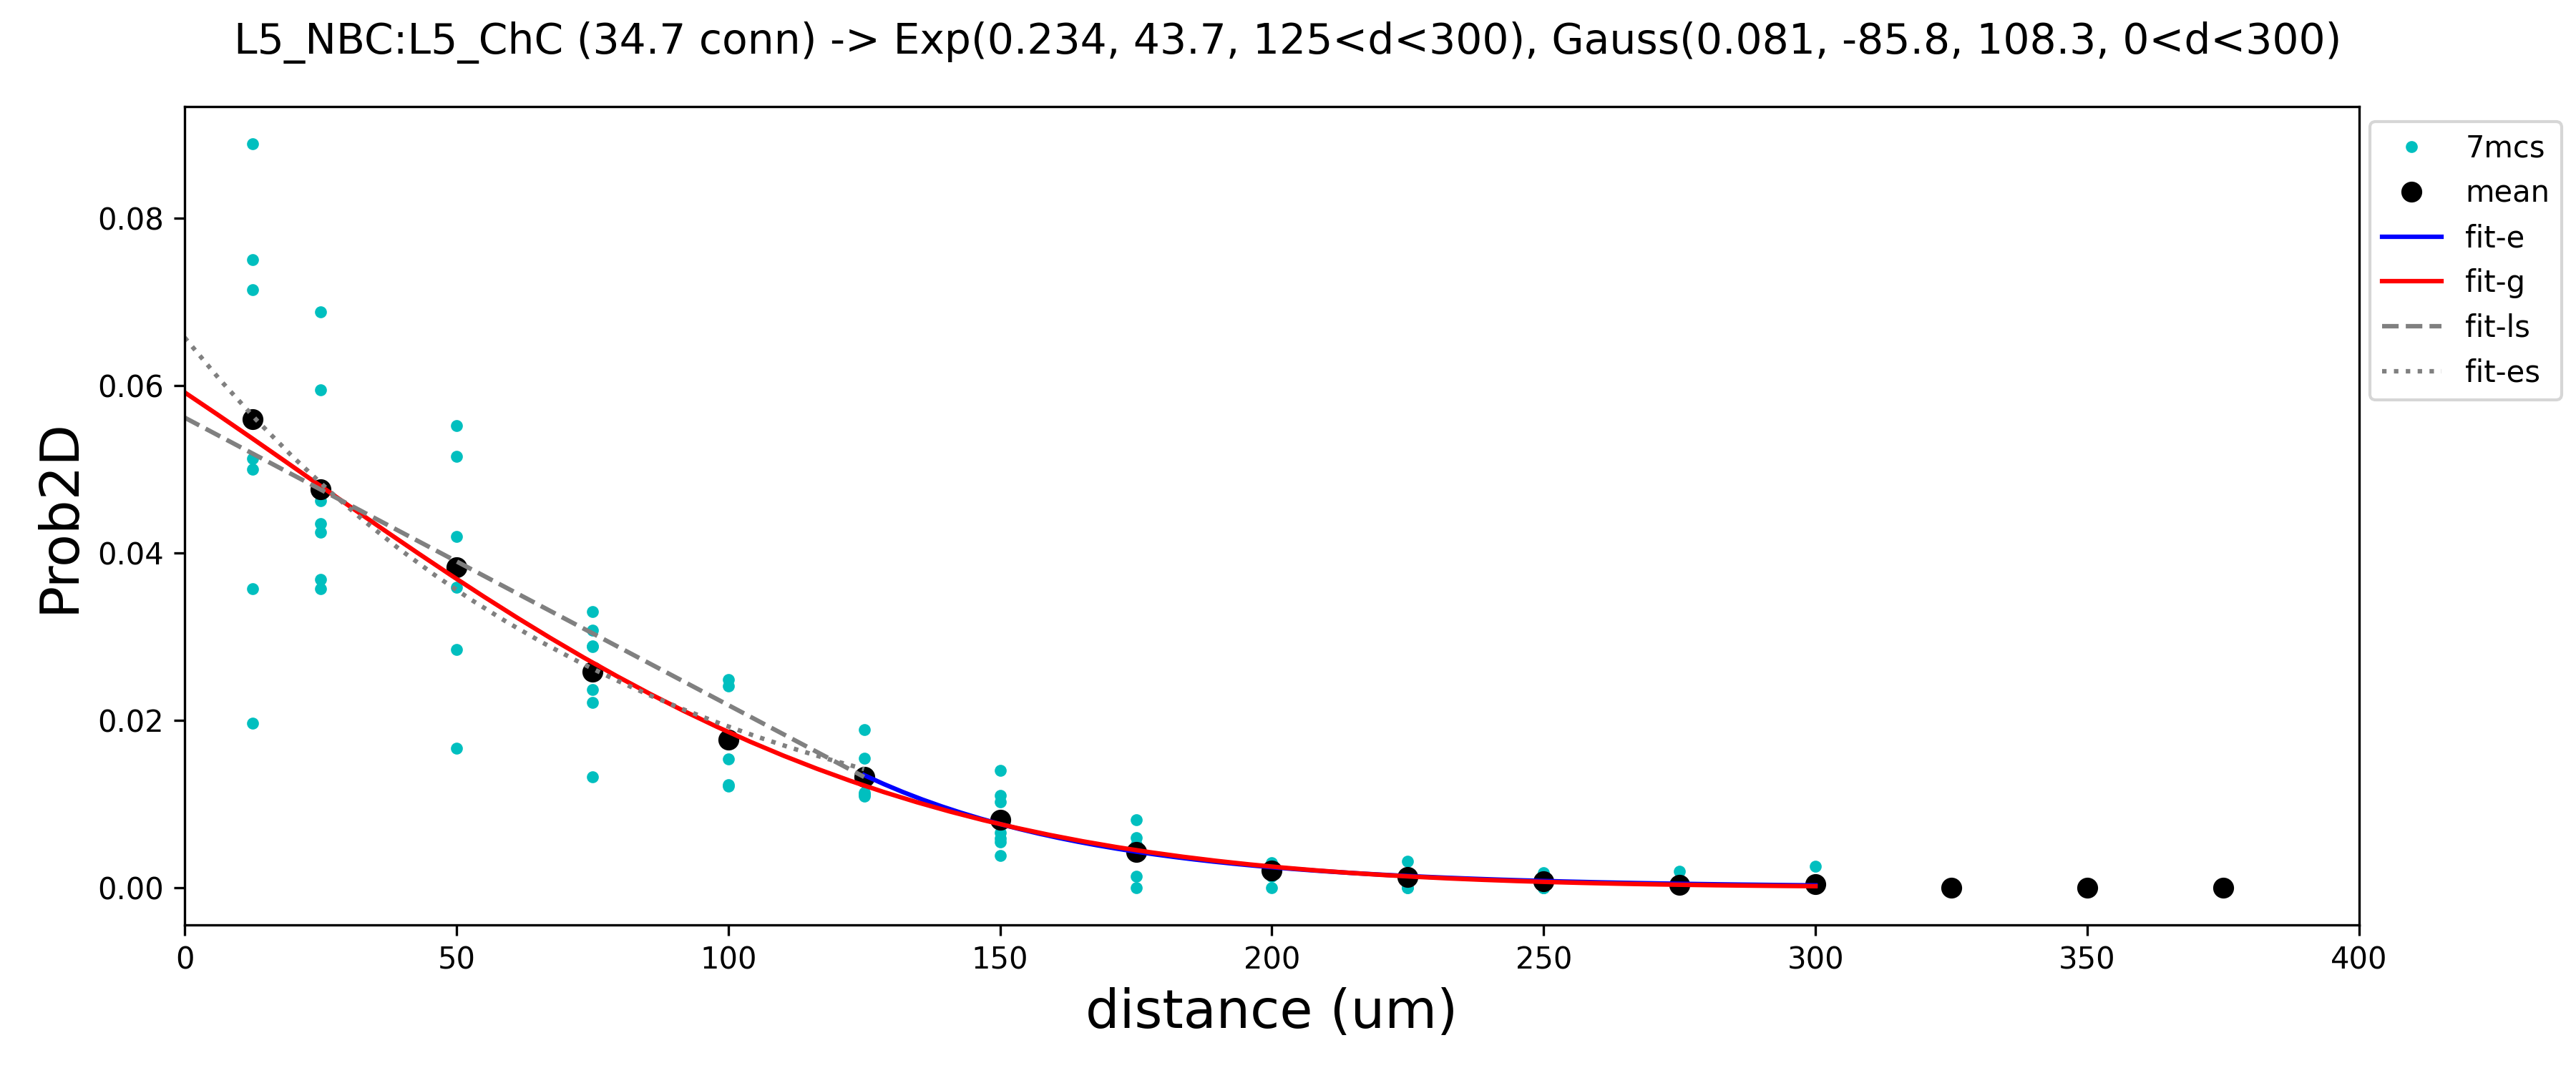 L5_NBC:L5_ChC (34.7 conn) -> Exp(0.234, 43.7, 125<d<300), Gauss(0.081, -85.8, 108.3, 0<d<300)
7mcs
mean
fit-e
fit-g
fit-ls
fit-es
Prob2D
0.08
0.06
0.04
0.02
0.00
0 50 100 150 200 250 300 350 400
distance (um)